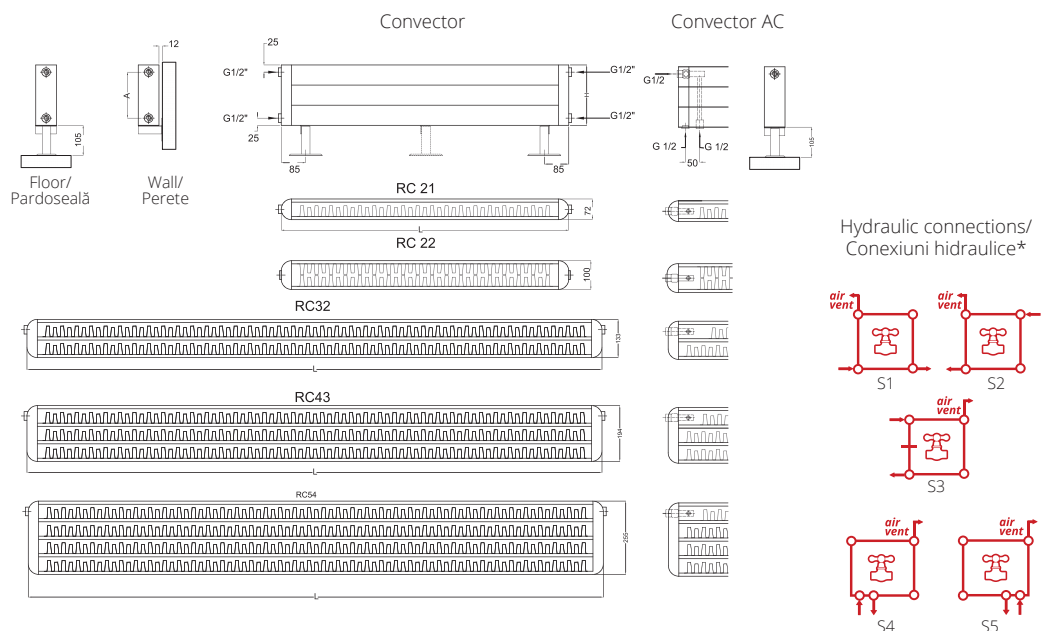 Convector
Convector AC
12
25
G1/2"
G1/2"
G1/2
A
H
G1/2"
G1/2"
105
25
105
G 1/2
G 1/2
85
85
50
Floor/
Pardoseală
Wall/
Perete
RC 21
72
L
RC 22
100
RC32
133
L
RC43
194
L
RC54
255
L
Hydraulic connections/
Conexiuni hidraulice*
air
vent
air
vent
S1
S2
air
vent
S3
air
vent
air
vent
S4
S5